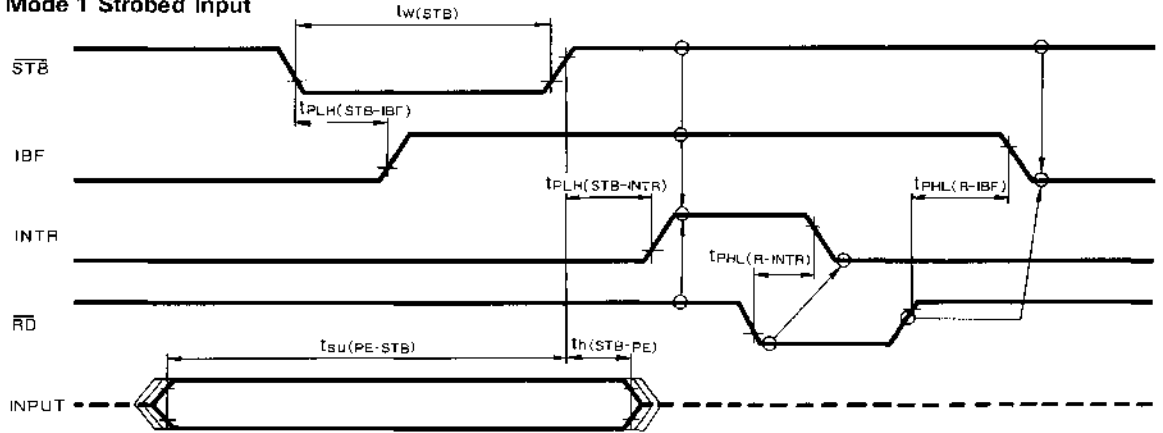 Mode 1 Strobed Input
tW(STB)
STB
tPLH(STB-IBF)
IBF
tPLH(STB-INTR)
tPHL(R-IBF)
INTR
tPHL(R-INTR)
RD
tsu(PE-STB)
th(STB-PE)
INPUT